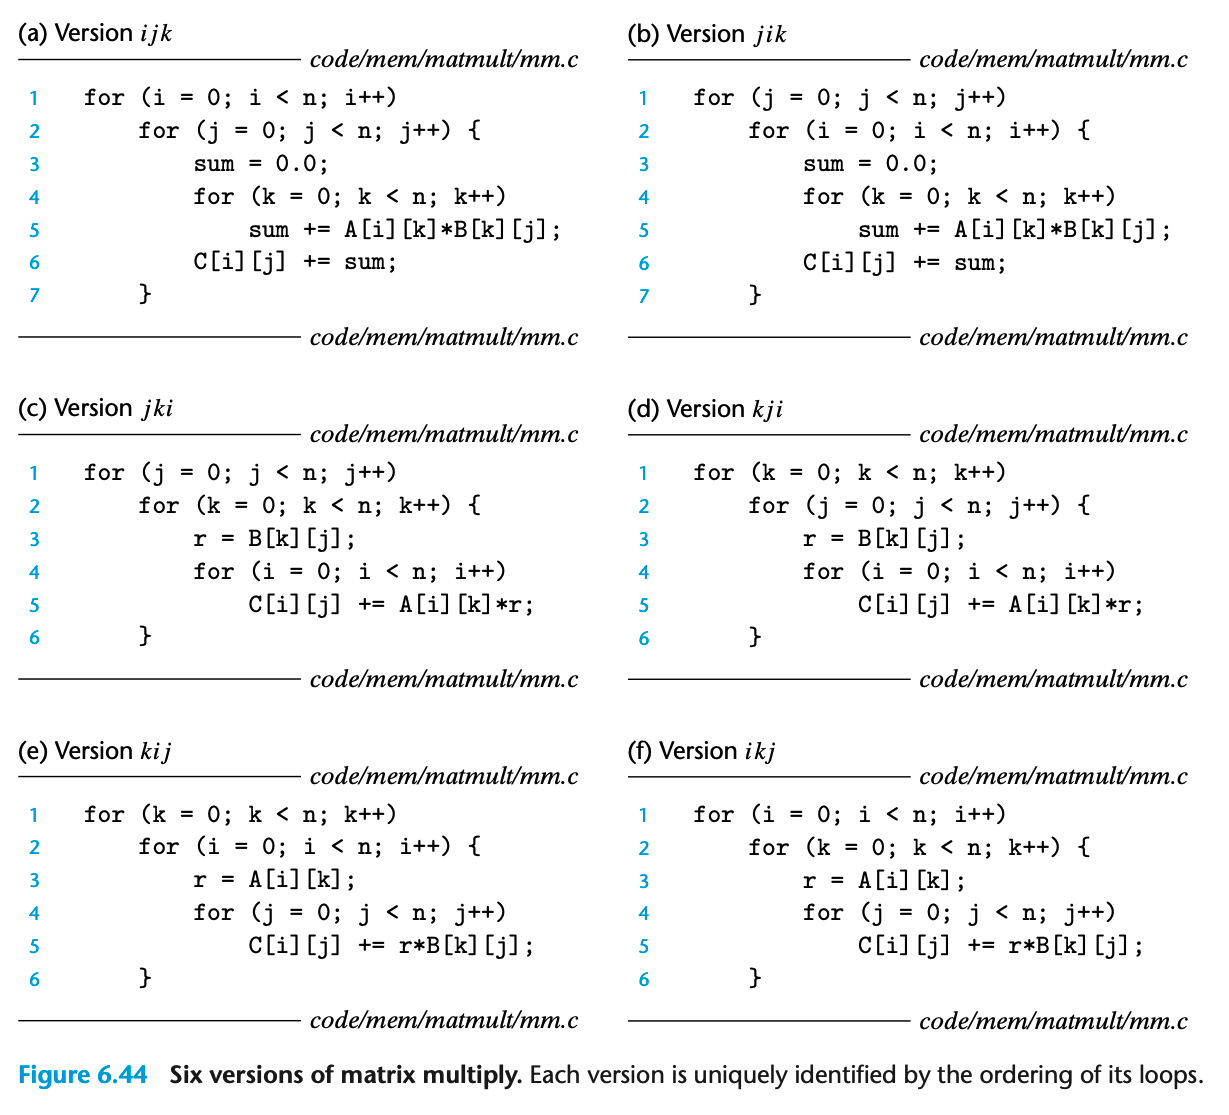 (a) Version ijk
code/mem/matmult/mm.c
1 for (i = 0; i < n; i++)
2 for (j = 0; j < n; j++) {
3 sum = 0.0;
4 for (k = 0; k < n; k++)
5 sum += A[i][k]*B[k][j];
6 C[i][j] += sum;
7 }
code/mem/matmult/mm.c
(b) Version jik
code/mem/matmult/mm.c
1 for (j = 0; j < n; j++)
2 for (i = 0; i < n; i++) {
3 sum = 0.0;
4 for (k = 0; k < n; k++)
5 sum += A[i][k]*B[k][j];
6 C[i][j] += sum;
7 }
code/mem/matmult/mm.c
(c) Version jki
code/mem/matmult/mm.c
1 for (j = 0; j < n; j++)
2 for (k = 0; k < n; k++) {
3 r = B[k][j];
4 for (i = 0; i < n; i++)
5 C[i][j] += A[i][k]*r;
6 }
code/mem/matmult/mm.c
(d) Version kji
code/mem/matmult/mm.c
1 for (k = 0; k < n; k++)
2 for (j = 0; j < n; j++) {
3 r = B[k][j];
4 for (i = 0; i < n; i++)
5 C[i][j] += A[i][k]*r;
6 }
code/mem/matmult/mm.c
(e) Version kij
code/mem/matmult/mm.c
1 for (k = 0; k < n; k++)
2 for (i = 0; i < n; i++) {
3 r = A[i][k];
4 for (j = 0; j < n; j++)
5 C[i][j] += r*B[k][j];
6 }
code/mem/matmult/mm.c
(f) Version ikj
code/mem/matmult/mm.c
1 for (i = 0; i < n; i++)
2 for (k = 0; k < n; k++) {
3 r = A[i][k];
4 for (j = 0; j < n; j++)
5 C[i][j] += r*B[k][j];
6 }
code/mem/matmult/mm.c
Figure 6.44 Six versions of matrix multiply. Each version is uniquely identified by the ordering of its loops.